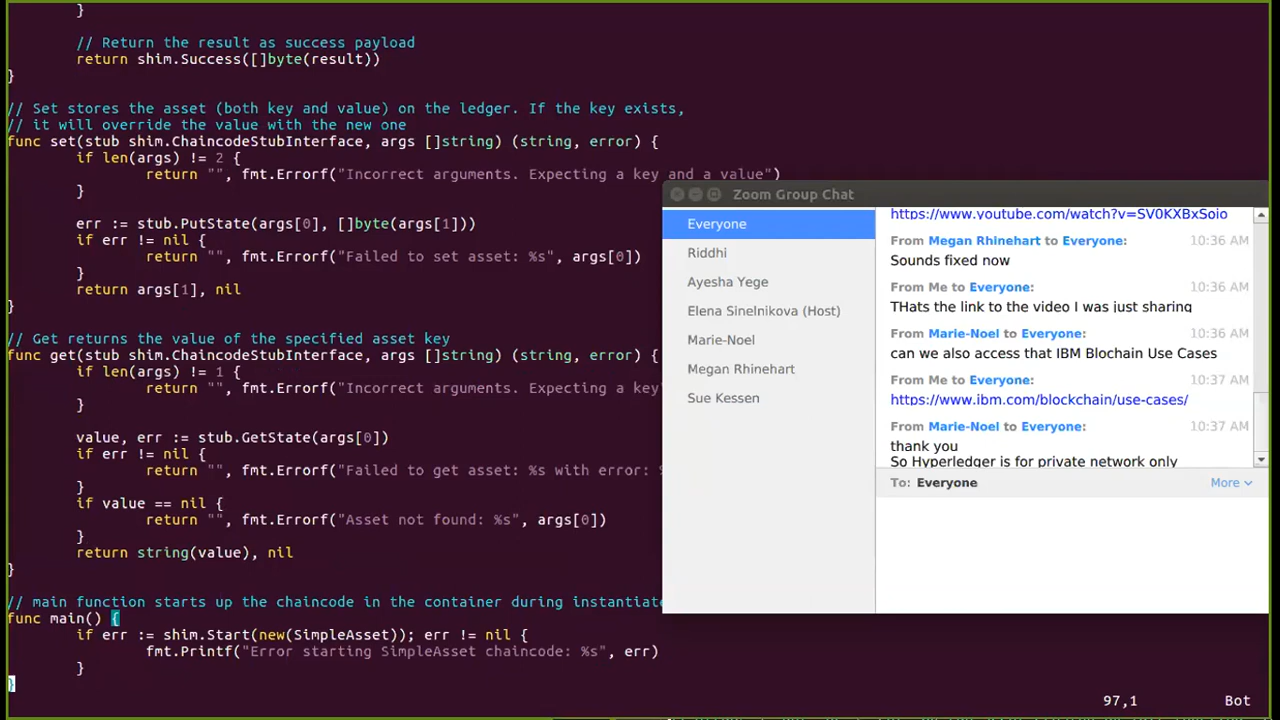 }
// Return the result as success payload
return shim.Success([]byte(result))
}
// Set stores the asset (both key and value) on the ledger. If the key exists,
// it will override the value with the new one
func set(stub shim.ChaincodeStubInterface, args []string) (string, error) {
if len(args) != 2 {
return "", fmt.Errorf("Incorrect arguments. Expecting a key and a value")
}
err := stub.PutState(args[0], []byte(args[1]))
if err != nil {
return "", fmt.Errorf("Failed to set asset: %s", args[0])
}
return args[1], nil
}
// Get returns the value of the specified asset key
func get(stub shim.ChaincodeStubInterface, args []string) (string, error) {
if len(args) != 1 {
return "", fmt.Errorf("Incorrect arguments. Expecting a key"
}
value, err := stub.GetState(args[0])
if err != nil {
return "", fmt.Errorf("Failed to get asset: %s with error: %
}
if value == nil {
return "", fmt.Errorf("Asset not found: %s", args[0])
}
return string(value), nil
}
// main function starts up the chaincode in the container during instantiate
func main() {
if err := shim.Start(new(SimpleAsset)); err != nil {
fmt.Printf("Error starting SimpleAsset chaincode: %s", err)
}
}
97,1 Bot
Zoom Group Chat
Everyone
Riddhi
Ayesha Yege
Elena Sinelnikova (Host)
Marie-Noel
Megan Rhinehart
Sue Kessen
https://www.youtube.com/watch?v=SV0KXBxSoio
From Megan Rhinehart to Everyone: 10:36 AM
Sounds fixed now
From Me to Everyone: 10:36 AM
THats the link to the video I was just sharing
From Marie-Noel to Everyone: 10:36 AM
can we also access that IBM Blochain Use Cases
From Me to Everyone: 10:37 AM
https://www.ibm.com/blockchain/use-cases/
From Marie-Noel to Everyone: 10:37 AM
thank you
So Hyperledger is for private network only
To: Everyone More